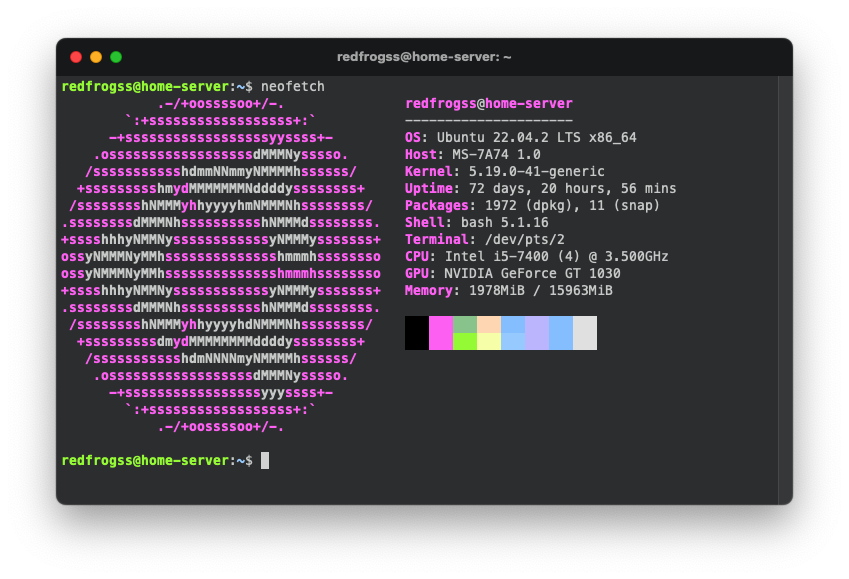 redfrogss@home-server: ~
redfrogss@home-server:~$ neofetch
            .-/+oossssoo+/-.               redfrogss@home-server
        `:+ssssssssssssssssss+:`           ---------------------
      -+ssssssssssssssssssyyssss+-         OS: Ubuntu 22.04.2 LTS x86_64
    .ossssssssssssssssssdMMMNysssso.       Host: MS-7A74 1.0
   /ssssssssssshdmmNNmmyNMMMMhssssss/      Kernel: 5.19.0-41-generic
  +ssssssssshmydMMMMMMMNddddyssssssss+     Uptime: 72 days, 20 hours, 56 mins
 /sssssssshNMMMyhhyyyyhmNMMMNhssssssss/    Packages: 1972 (dpkg), 11 (snap)
.ssssssssdMMMNhsssssssssshNMMMdssssssss.   Shell: bash 5.1.16
+sssshhhyNMMNyssssssssssssyNMMMysssssss+   Terminal: /dev/pts/2
ossyNMMMNyMMhsssssssssssssshmmmhssssssso   CPU: Intel i5-7400 (4) @ 3.500GHz
ossyNMMMNyMMhsssssssssssssshmmmhssssssso   GPU: NVIDIA GeForce GT 1030
+sssshhhyNMMNyssssssssssssyNMMMysssssss+   Memory: 1978MiB / 15963MiB
.ssssssssdMMMNhsssssssssshNMMMdssssssss.
 /sssssssshNMMMyhhyyyyhdNMMMNhssssssss/
  +sssssssssdmydMMMMMMMMddddyssssssss+
   /ssssssssssshdmNNNNmyNMMMMhssssss/
    .ossssssssssssssssssdMMMNysssso.
      -+sssssssssssssssssyyyssss+-
        `:+ssssssssssssssssss+:`
            .-/+oossssoo+/-.
redfrogss@home-server:~$